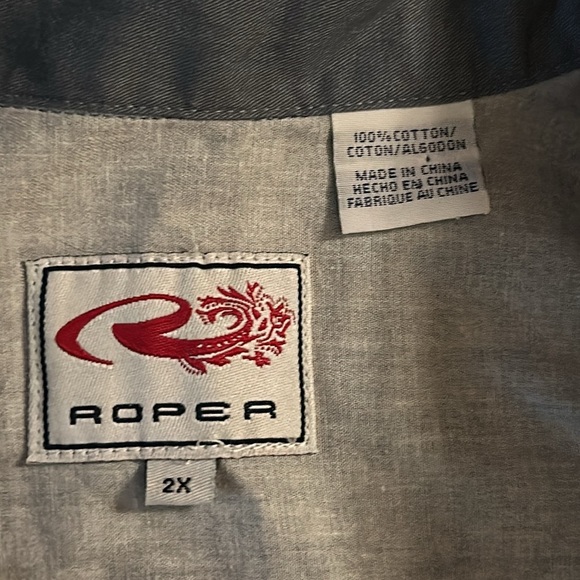 100% COTTON/
COTON/ALGODON
MADE IN CHINA
HECHO EN CHINA
FABRIQUE AU CHINE
ROPER
2X